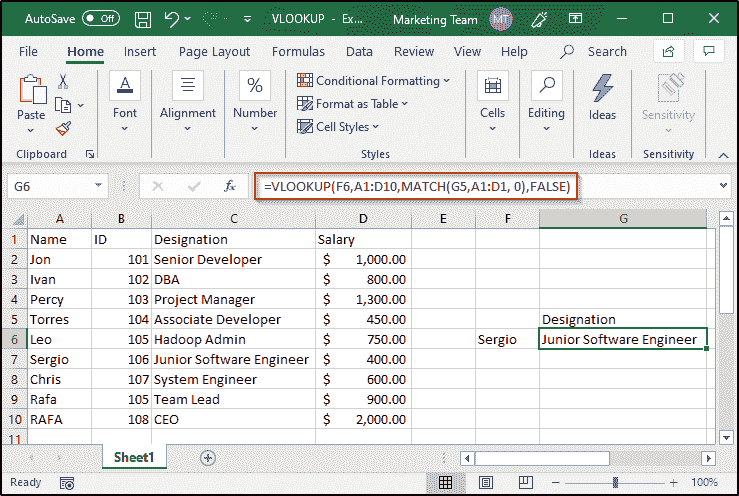 AutoSave Off VLOOKUP - Ex... Marketing Team MT
File Home Insert Page Layout Formulas Data Review View Help Search
Paste Font Alignment Number Conditional Formatting Format as Table Cell Styles Cells Editing Ideas Sensitivity
Clipboard Styles Ideas Sensitivity
G6 fx =VLOOKUP(F6,A1:D10,MATCH(G5,A1:D1, 0),FALSE)
A B C D E F G
1 Name ID Designation Salary
2 Jon 101 Senior Developer $ 1,000.00
3 Ivan 102 DBA $ 800.00
4 Percy 103 Project Manager $ 1,300.00
5 Torres 104 Associate Developer $ 450.00 Designation
6 Leo 105 Hadoop Admin $ 750.00 Sergio Junior Software Engineer
7 Sergio 106 Junior Software Engineer $ 400.00
8 Chris 107 System Engineer $ 600.00
9 Rafa 105 Team Lead $ 900.00
10 RAFA 108 CEO $ 2,000.00
11
Sheet1
Ready 100%